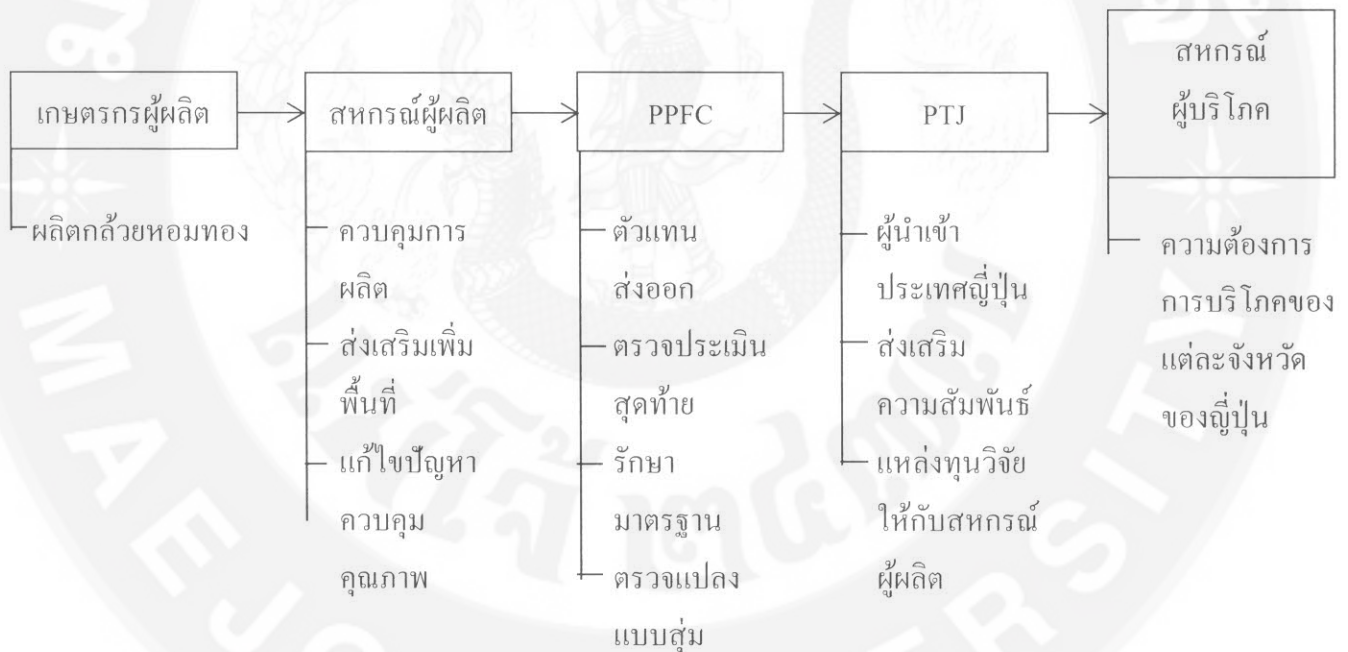 เกษตรกรผู้ผลิต
ผลิตกล้วยหอมทอง
สหกรณ์ผู้ผลิต
ควบคุมการ
ผลิต
ส่งเสริมเพิ่ม
พื้นที่
แก้ไขปัญหา
ควบคุม
คุณภาพ
PPFC
ตัวแทน
ส่งออก
ตรวจประเมิน
สุดท้าย
รักษา
มาตรฐาน
ตรวจแปลง
แบบสุ่ม
PTJ
ผู้นำเข้า
ประเทศญี่ปุ่น
ส่งเสริม
ความสัมพันธ์
แหล่งทุนวิจัย
ให้กับสหกรณ์
ผู้ผลิต
สหกรณ์
ผู้บริโภค
ความต้องการ
การบริโภคของ
แต่ละจังหวัด
ของญี่ปุ่น